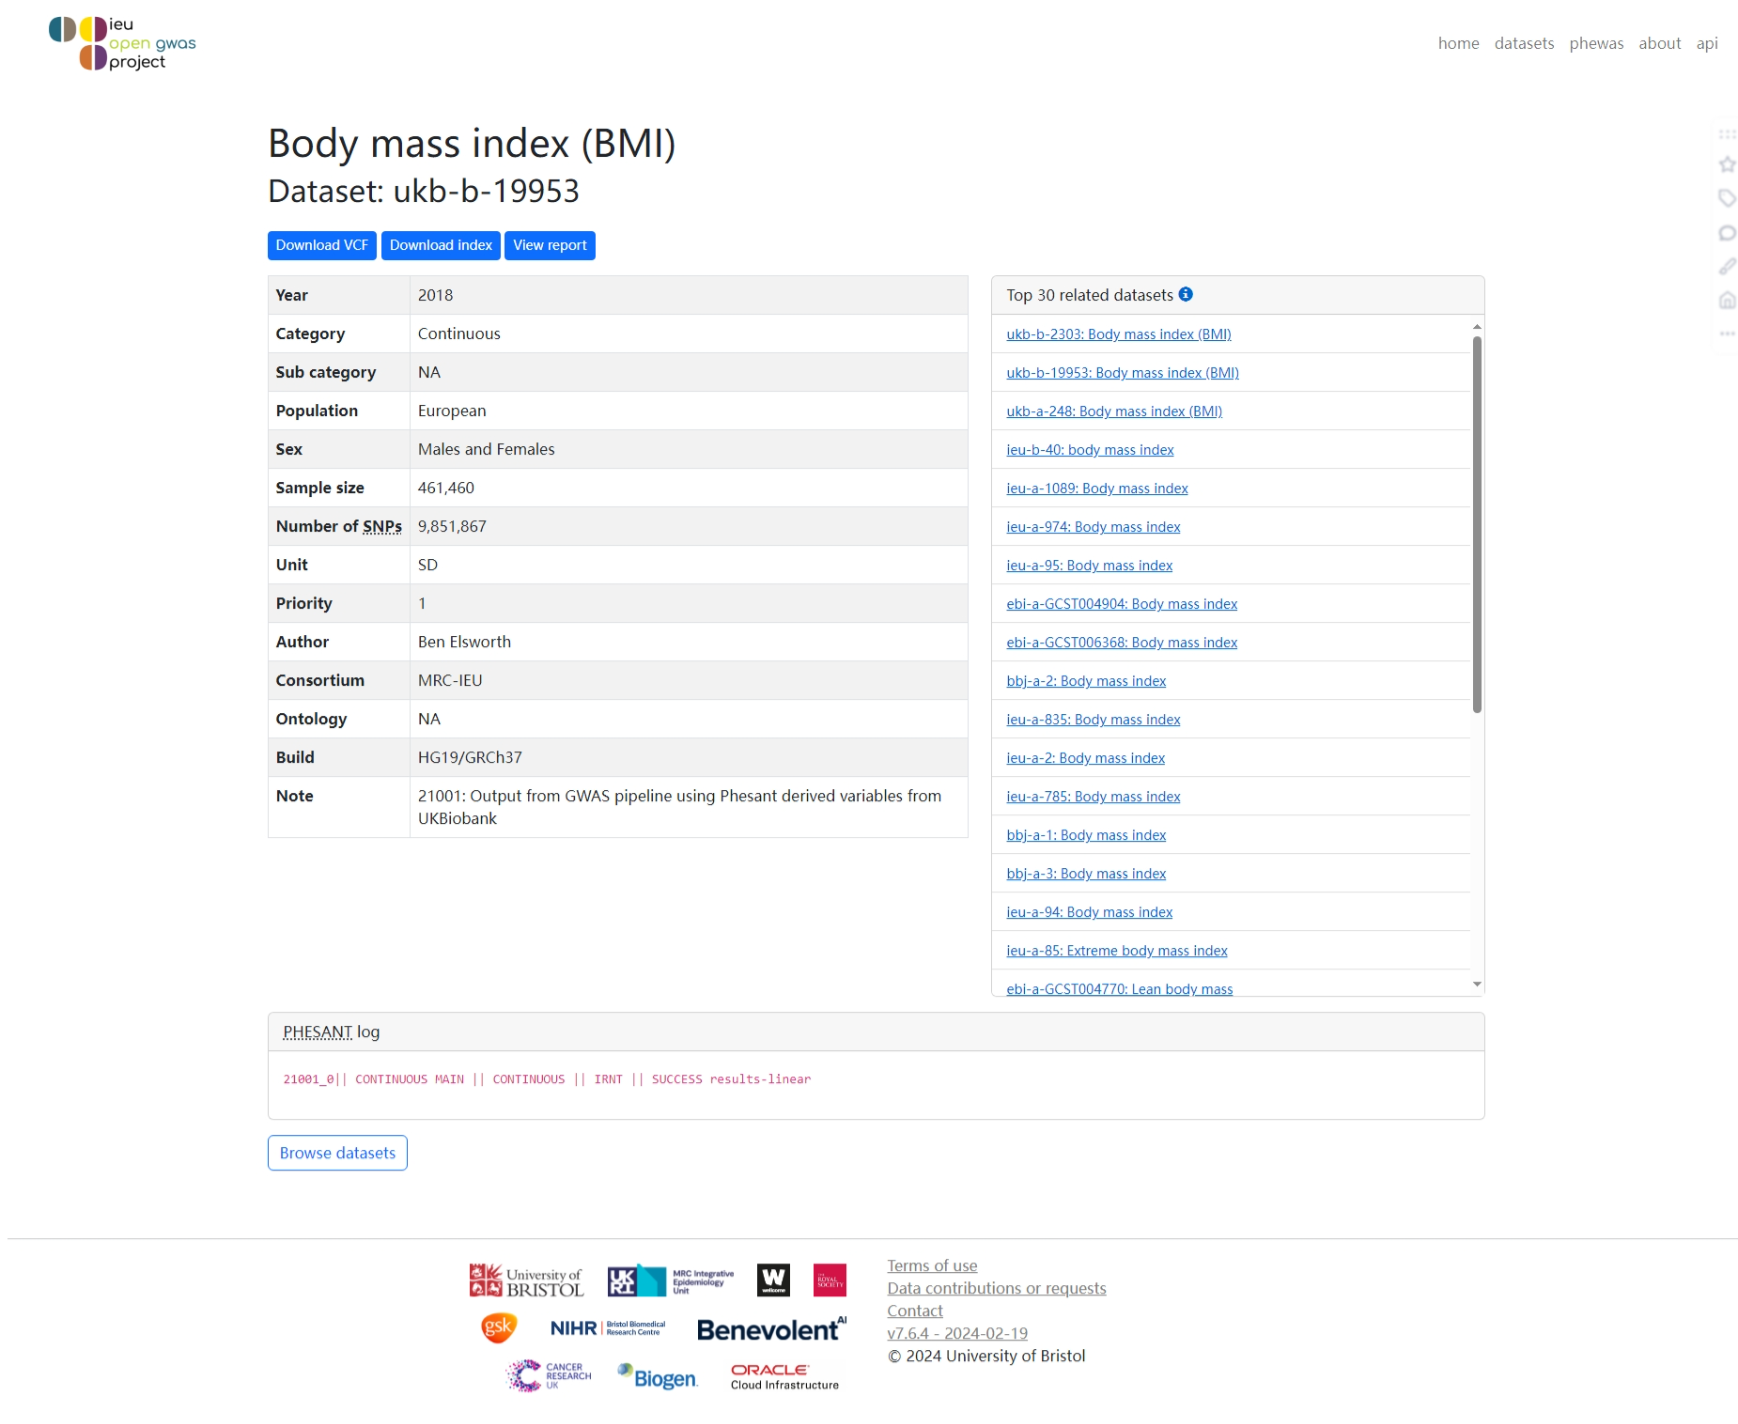 ieu
open gwas
project
home datasets phewas about api
Body mass index (BMI)
Dataset: ukb-b-19953
Download VCF Download index View report
Year 2018
Category Continuous
Sub category NA
Population European
Sex Males and Females
Sample size 461,460
Number of SNPs 9,851,867
Unit SD
Priority 1
Author Ben Elsworth
Consortium MRC-IEU
Ontology NA
Build HG19/GRCh37
Note 21001: Output from GWAS pipeline using Phesant derived variables from
UKBiobank
Top 30 related datasets
ukb-b-2303: Body mass index (BMI)
ukb-b-19953: Body mass index (BMI)
ukb-a-248: Body mass index (BMI)
ieu-b-40: body mass index
ieu-a-1089: Body mass index
ieu-a-974: Body mass index
ieu-a-95: Body mass index
ebi-a-GCST004904: Body mass index
ebi-a-GCST006368: Body mass index
bbj-a-2: Body mass index
ieu-a-835: Body mass index
ieu-a-2: Body mass index
ieu-a-785: Body mass index
bbj-a-1: Body mass index
bbj-a-3: Body mass index
ieu-a-94: Body mass index
ieu-a-85: Extreme body mass index
ebi-a-GCST004770: Lean body mass
PHESANT log
21001_0|| CONTINUOUS MAIN || CONTINUOUS || IRNT || SUCCESS results-linear
Browse datasets
University of
BRISTOL
UK
RI
MRC Integrative
Epidemiology
Unit
W
wellcome
THE
ROYAL
SOCIETY
gsk
NIHR | Bristol Biomedical
Research Centre
Benevolent AI
CANCER
RESEARCH
UK
Biogen.
ORACLE
Cloud Infrastructure
Terms of use
Data contributions or requests
Contact
v7.6.4 - 2024-02-19
© 2024 University of Bristol